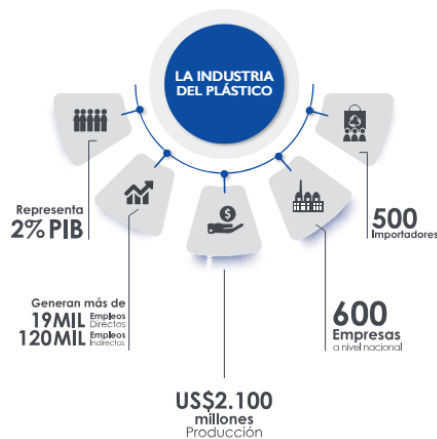 LA INDUSTRIA
DEL PLÁSTICO
Representa
2% PIB
Generan más de
19MIL Empleos Directos
120MIL Empleos Indirectos
US$2.100
millones
Producción
600
Empresas
a nivel nacional
500
Importadores